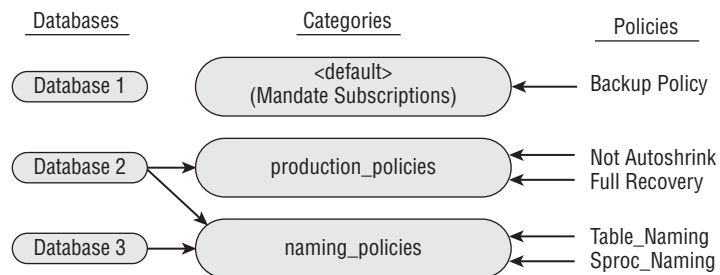 Databases
Categories
Policies
Database 1
<default>
(Mandate Subscriptions)
Backup Policy
Database 2
production_policies
Not Autoshrink
Full Recovery
Database 3
naming_policies
Table_Naming
Sproc_Naming